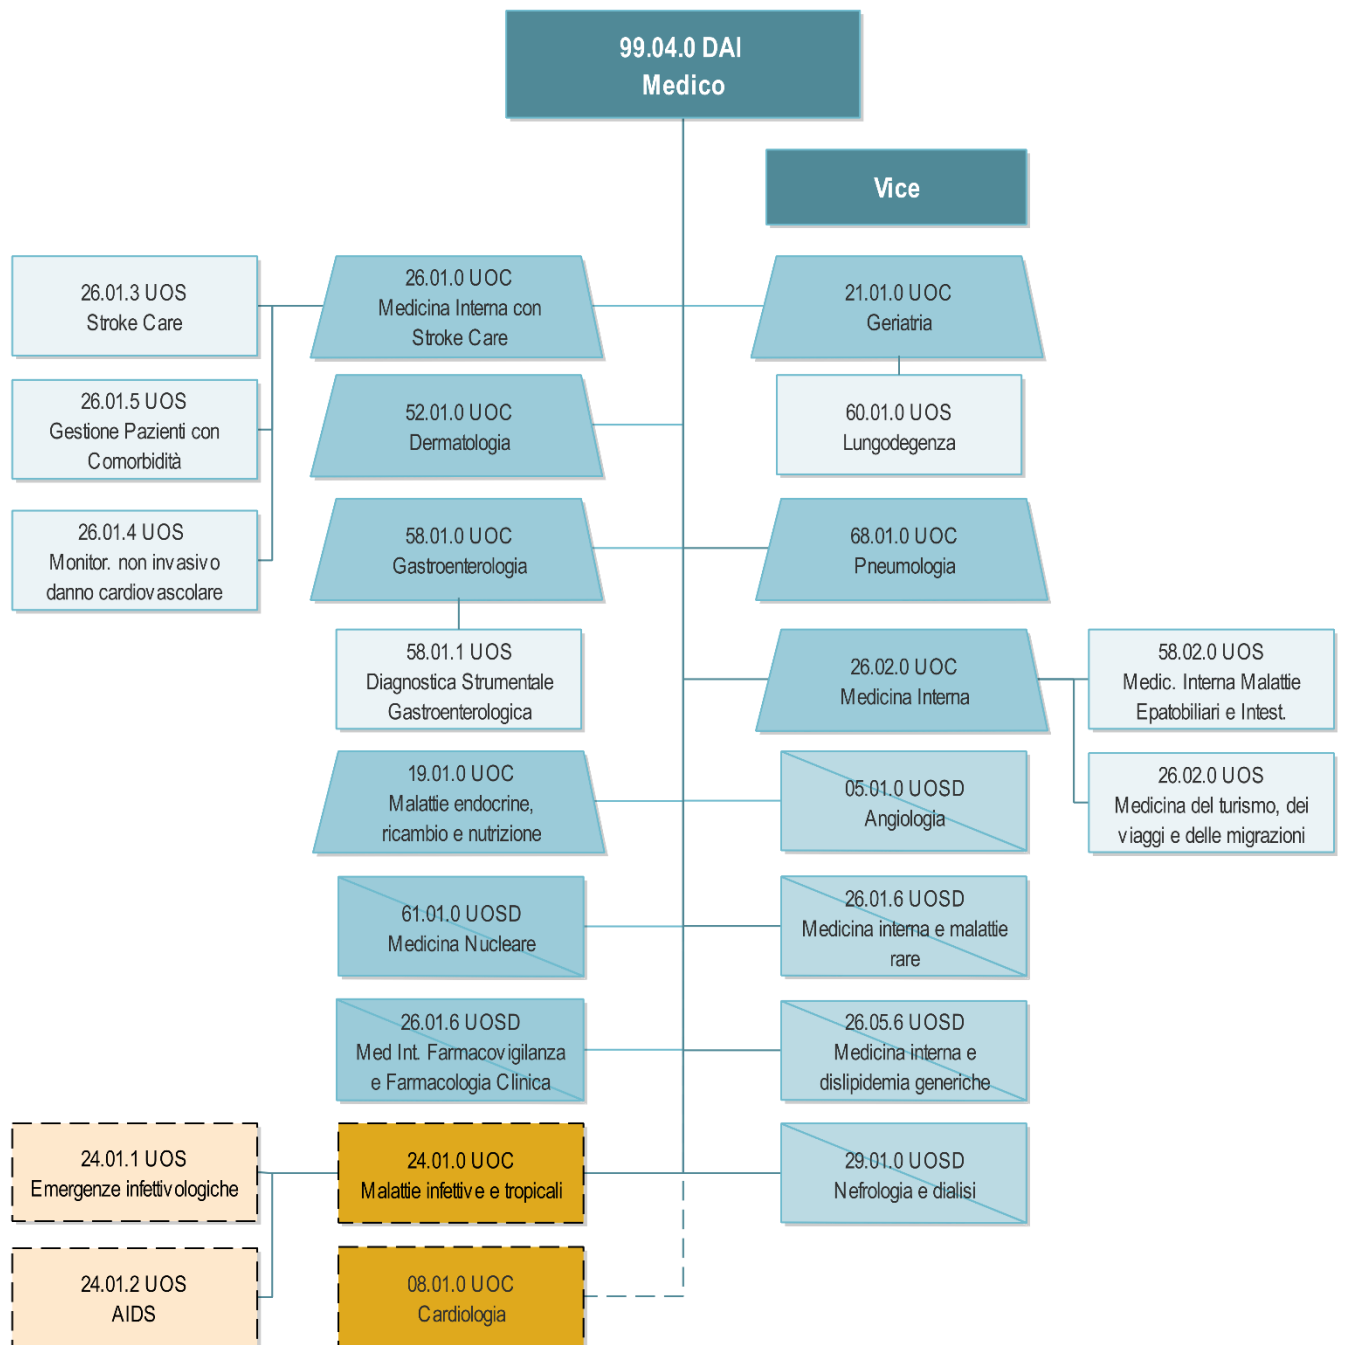 99.04.0 DAI
Medico
Vice
26.01.3 UOS
Stroke Care
26.01.0 UOC
Medicina Interna con
Stroke Care
21.01.0 UOC
Geriatria
26.01.5 UOS
Gestione Pazienti con
Comorbidità
52.01.0 UOC
Dermatologia
60.01.0 UOS
Lungodegenza
26.01.4 UOS
Monitor. non invasivo
danno cardiovascolare
58.01.0 UOC
Gastroenterologia
68.01.0 UOC
Pneumologia
58.01.1 UOS
Diagnostica Strumentale
Gastroenterologica
26.02.0 UOC
Medicina Interna
58.02.0 UOS
Medic. Interna Malattie
Epatobiliari e Intest.
19.01.0 UOC
Malattie endocrine,
ricambio e nutrizione
05.01.0 UOSD
Angiologia
26.02.0 UOS
Medicina del turismo, dei
viaggi e delle migrazioni
61.01.0 UOSD
Medicina Nucleare
26.01.6 UOSD
Medicina interna e malattie
rare
26.01.6 UOSD
Med Int. Farmacovigilanza
e Farmacologia Clinica
26.05.6 UOSD
Medicina interna e
dislipidemia generiche
24.01.1 UOS
Emergenze infettivologiche
24.01.0 UOC
Malattie infettive e tropicali
29.01.0 UOSD
Nefrologia e dialisi
24.01.2 UOS
AIDS
08.01.0 UOC
Cardiologia